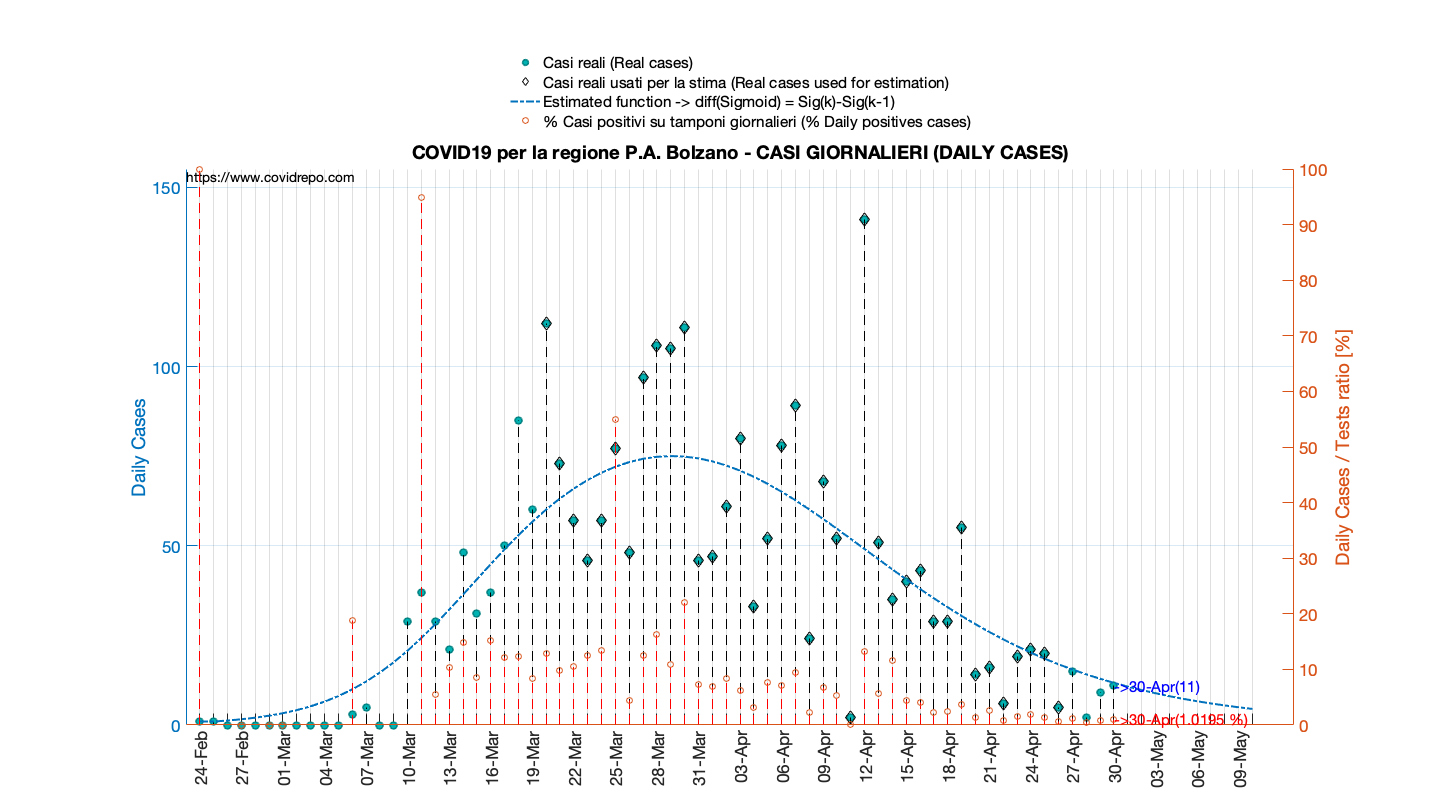 Casi reali (Real cases)
Casi reali usati per la stima (Real cases used for estimation)
Estimated function -> diff(Sigmoid) = Sig(k)-Sig(k-1)
% Casi positivi su tamponi giornalieri (% Daily positives cases)
COVID19 per la regione P.A. Bolzano - CASI GIORNALIERI (DAILY CASES)
https://www.covidrepo.com
150
100
50
0
Daily Cases
100
90
80
70
60
50
40
30
20
10
0
Daily Cases / Tests ratio [%]
->30-Apr(11)
->30-Apr(1.0195 %)
24-Feb
27-Feb
01-Mar
04-Mar
07-Mar
10-Mar
13-Mar
16-Mar
19-Mar
22-Mar
25-Mar
28-Mar
31-Mar
03-Apr
06-Apr
09-Apr
12-Apr
15-Apr
18-Apr
21-Apr
24-Apr
27-Apr
30-Apr
03-May
06-May
09-May